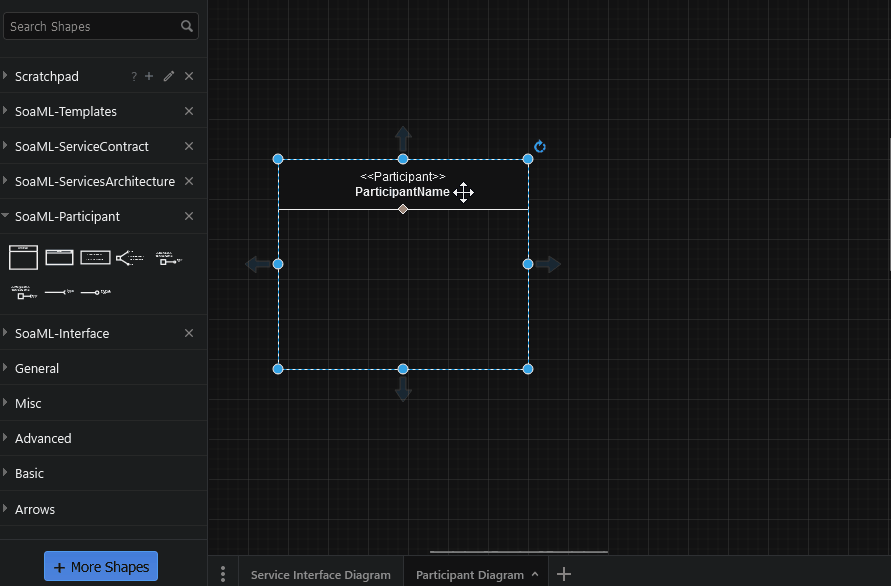 Search Shapes
Scratchpad ? +
SoaML-Templates
SoaML-ServiceContract
SoaML-ServicesArchitecture
SoaML-Participant
SoaML-Interface
General
Misc
Advanced
Basic
Arrows
+ More Shapes
<<Participant>>
ParticipantName
Service Interface Diagram
Participant Diagram